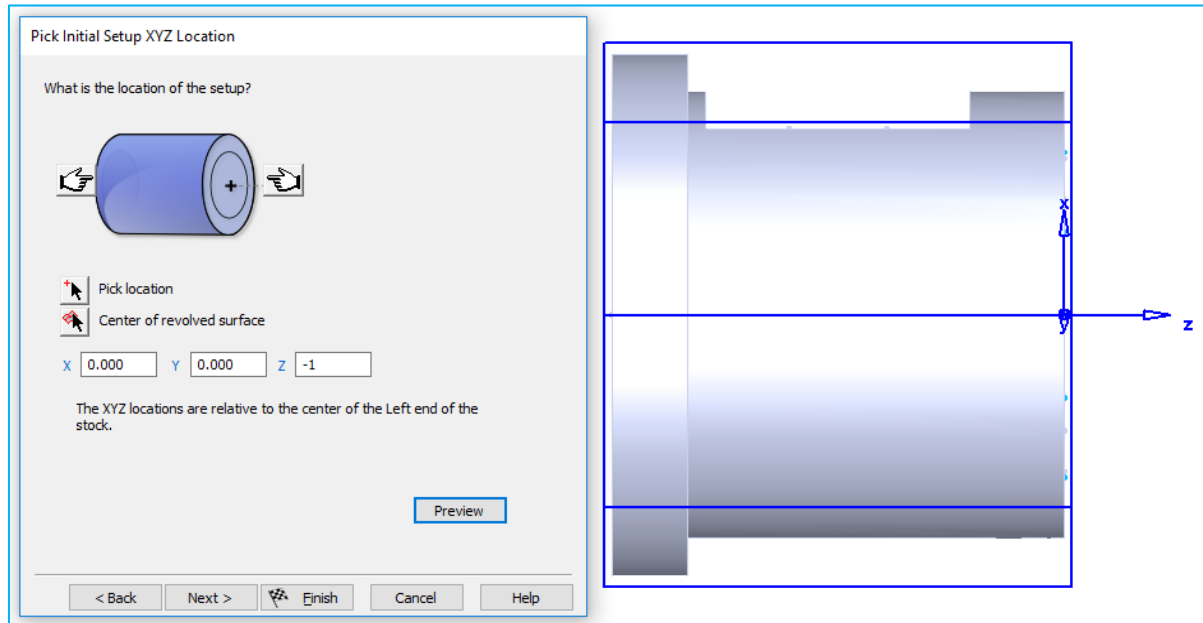 Pick Initial Setup XYZ Location
What is the location of the setup?
Pick location
Center of revolved surface
X 0.000 Y 0.000 Z -1
The XYZ locations are relative to the center of the Left end of the
stock.
Preview
< Back Next > Finish Cancel Help
x
y
z